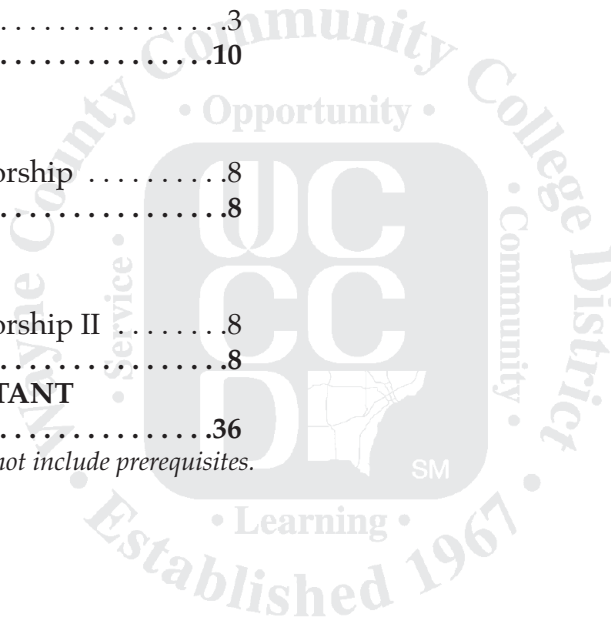 . . . . . . . . . . . . . . . . .3
. . . . . . . . . . . . . . . .10
orship . . . . . . . . . .8
. . . . . . . . . . . . . . . . .8
orship II . . . . . . . .8
. . . . . . . . . . . . . . . . .8
TANT
. . . . . . . . . . . . . . . .36
not include prerequisites.
Wayne County Community College District
• Opportunity •
• Service •
• Community •
WC
CC
D
SM
• Learning •
• Established 1967 •